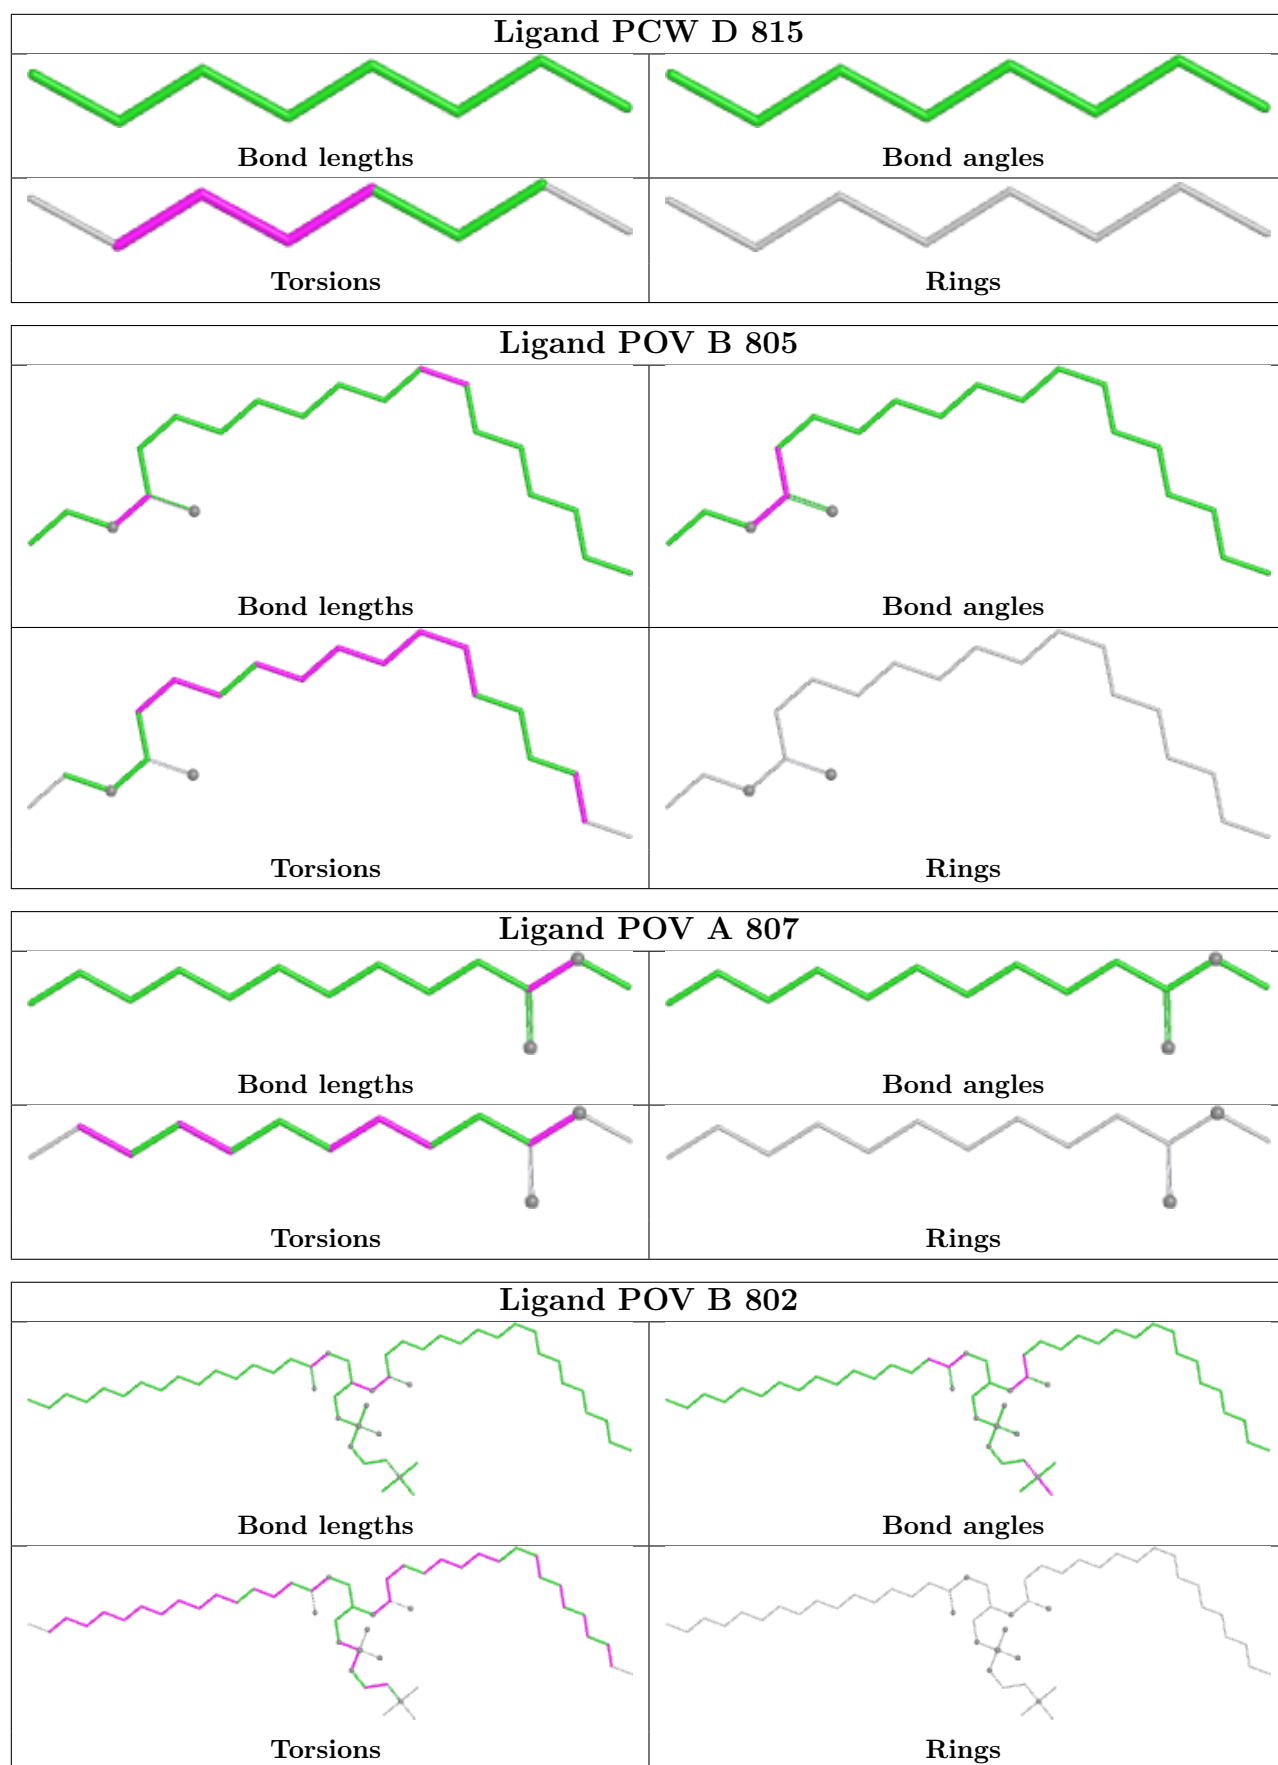 Ligand PCW D 815
Bond lengths Bond angles
Torsions Rings
Ligand POV B 805
Bond lengths Bond angles
Torsions Rings
Ligand POV A 807
Bond lengths Bond angles
Torsions Rings
Ligand POV B 802
Bond lengths Bond angles
Torsions Rings